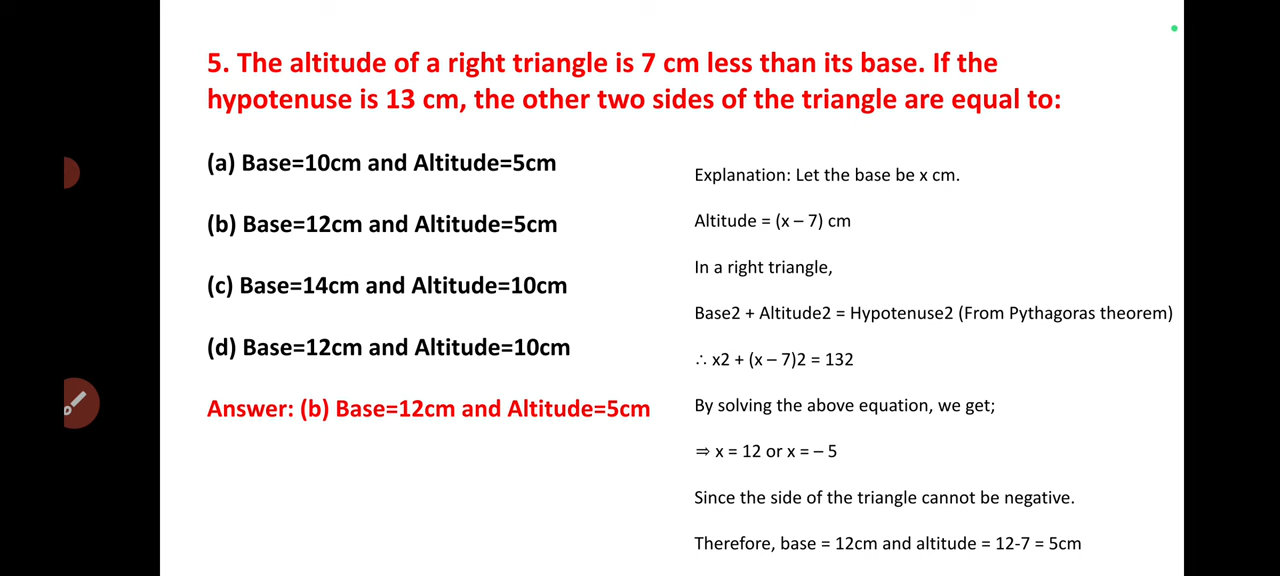 5. The altitude of a right triangle is 7 cm less than its base. If the
hypotenuse is 13 cm, the other two sides of the triangle are equal to:
(a) Base=10cm and Altitude=5cm
(b) Base=12cm and Altitude=5cm
(c) Base=14cm and Altitude=10cm
(d) Base=12cm and Altitude=10cm
Answer: (b) Base=12cm and Altitude=5cm
Explanation: Let the base be x cm.
Altitude = (x – 7) cm
In a right triangle,
Base2 + Altitude2 = Hypotenuse2 (From Pythagoras theorem)
∴ x2 + (x – 7)2 = 132
By solving the above equation, we get;
⇒ x = 12 or x = – 5
Since the side of the triangle cannot be negative.
Therefore, base = 12cm and altitude = 12-7 = 5cm